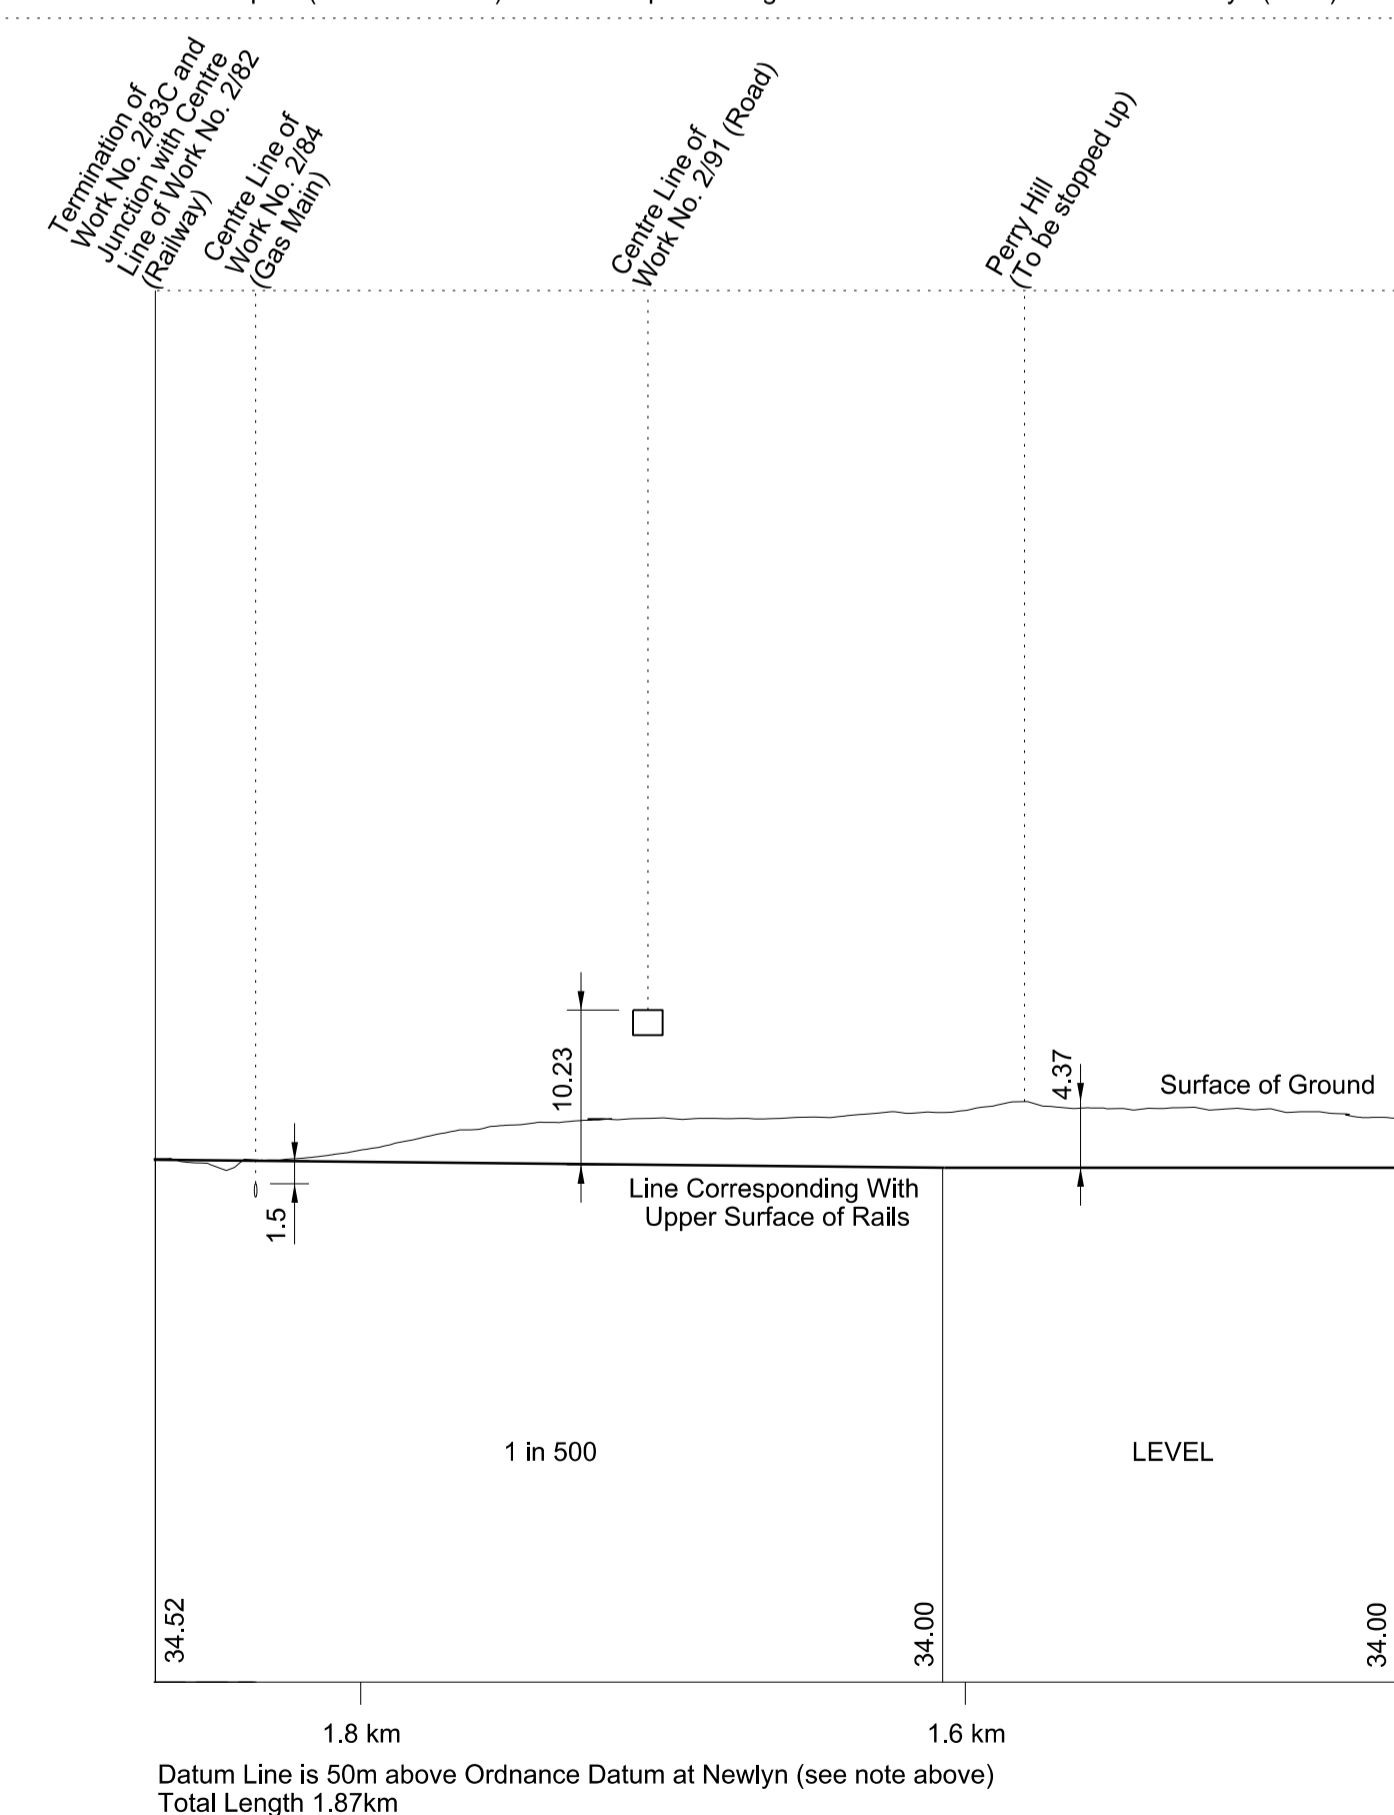 Termination of
Work No. 2/83C and
Junction with Centre
Line of Work No. 2/82
(Railway)
Centre Line of
Work No. 2/84
(Gas Main)
Centre Line of
Work No. 2/91 (Road)
Perry Hill
(To be stopped up)
10.23
4.37
Surface of Ground
1.5
Line Corresponding With
Upper Surface of Rails
1 in 500
LEVEL
34.52
34.00
34.00
1.8 km
1.6 km
Datum Line is 50m above Ordnance Datum at Newlyn (see note above)
Total Length 1.87km